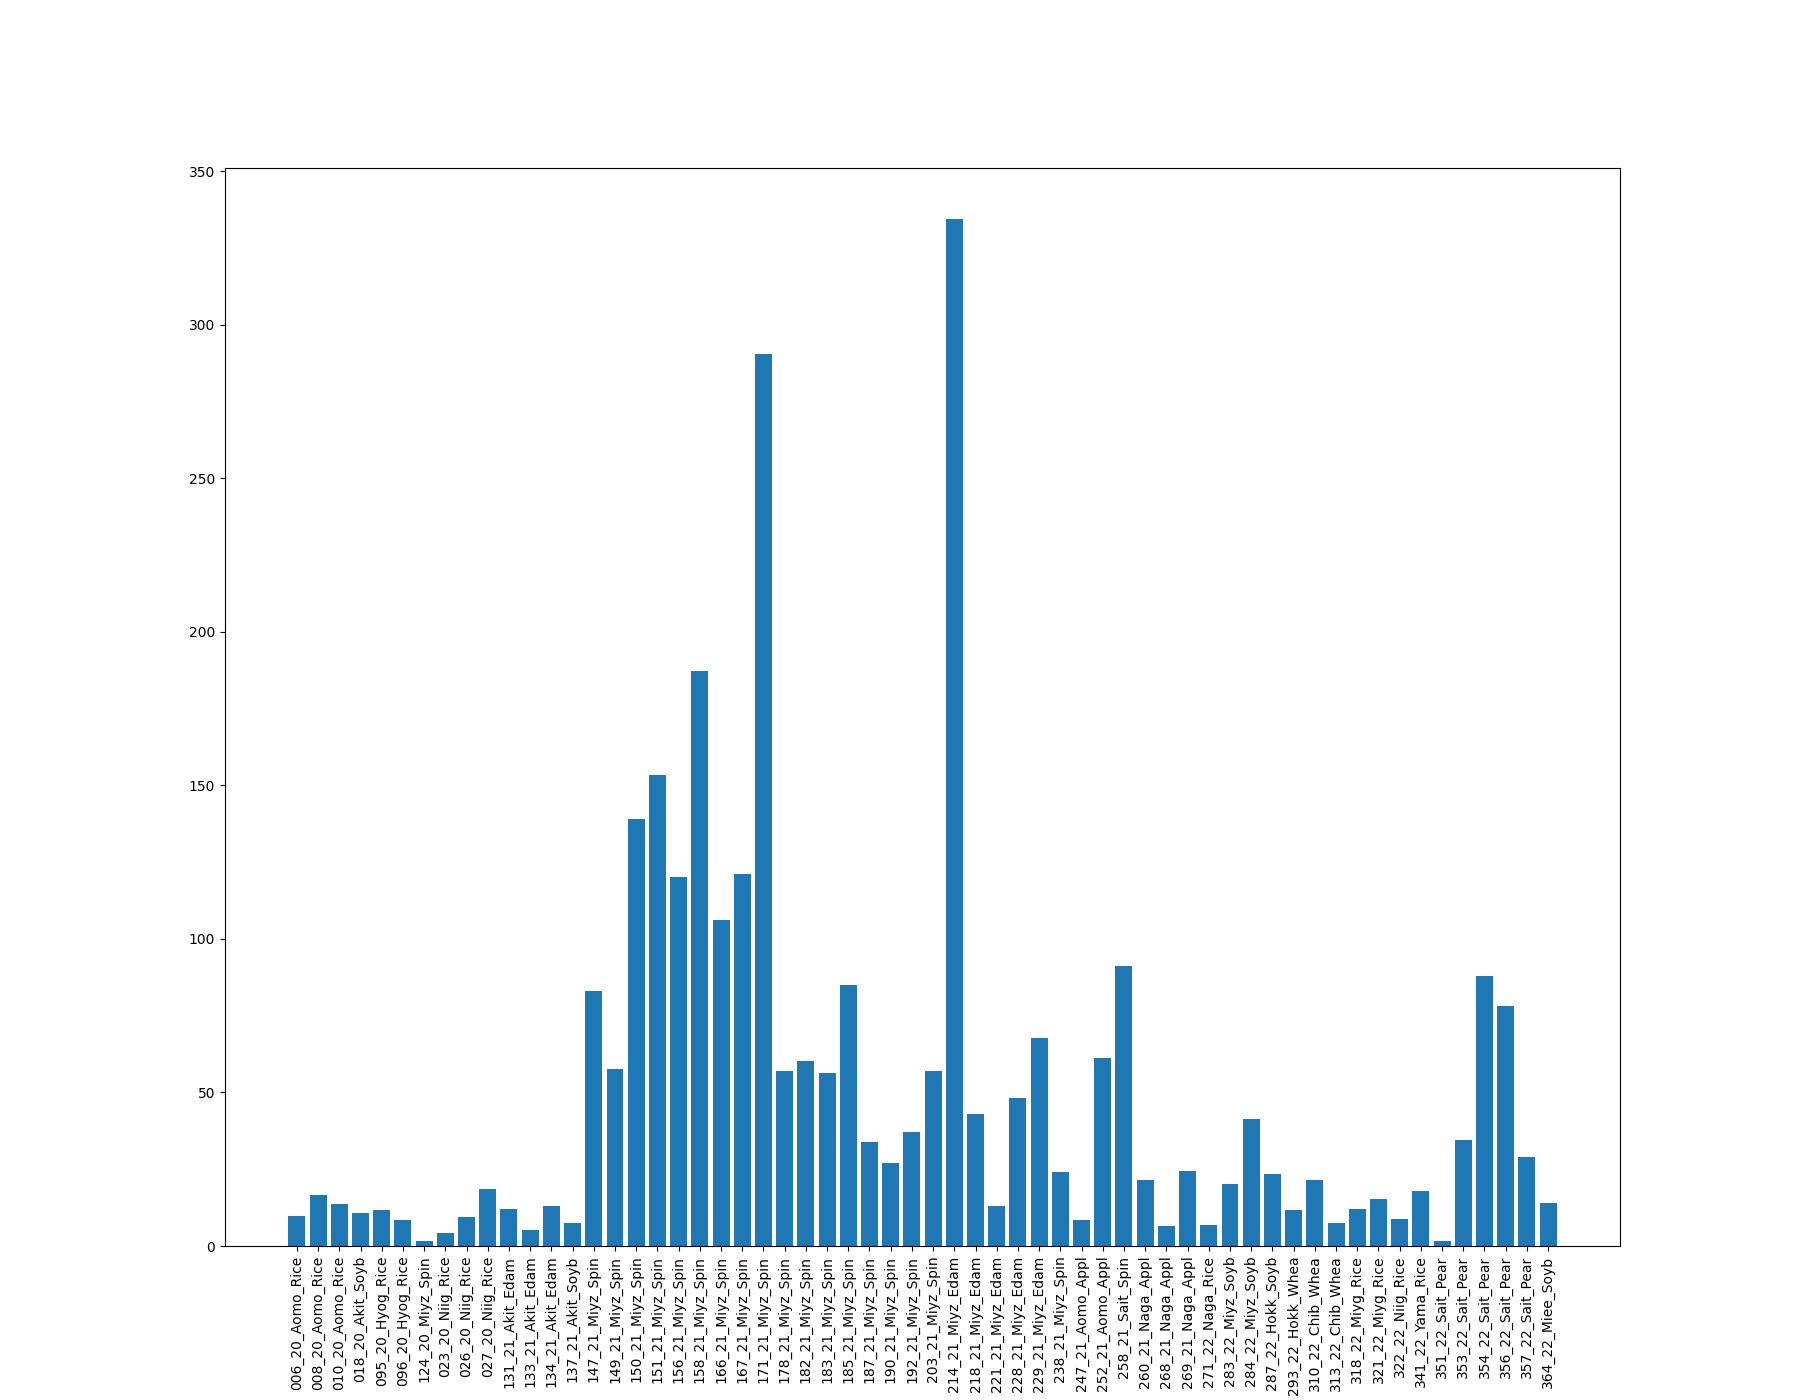 350
300
250
200
150
100
50
0
006_20_Aomo_Rice
008_20_Aomo_Rice
010_20_Aomo_Rice
018_20_Akit_Soyb
095_20_Hyog_Rice
096_20_Hyog_Rice
124_20_Miyz_Spin
023_20_Niig_Rice
026_20_Niig_Rice
027_20_Niig_Rice
131_21_Akit_Edam
133_21_Akit_Edam
134_21_Akit_Edam
137_21_Akit_Soyb
147_21_Miyz_Spin
149_21_Miyz_Spin
150_21_Miyz_Spin
151_21_Miyz_Spin
156_21_Miyz_Spin
158_21_Miyz_Spin
166_21_Miyz_Spin
167_21_Miyz_Spin
171_21_Miyz_Spin
178_21_Miyz_Spin
182_21_Miyz_Spin
183_21_Miyz_Spin
185_21_Miyz_Spin
187_21_Miyz_Spin
190_21_Miyz_Spin
192_21_Miyz_Spin
203_21_Miyz_Spin
214_21_Miyz_Edam
218_21_Miyz_Edam
221_21_Miyz_Edam
228_21_Miyz_Edam
229_21_Miyz_Edam
238_21_Miyz_Spin
247_21_Aomo_Appl
252_21_Aomo_Appl
258_21_Sait_Spin
260_21_Naga_Appl
268_21_Naga_Appl
269_21_Naga_Appl
271_22_Naga_Rice
283_22_Miyz_Soyb
284_22_Miyz_Soyb
287_22_Hokk_Soyb
293_22_Hokk_Whea
310_22_Chib_Whea
313_22_Chib_Whea
318_22_Miyg_Rice
321_22_Miyg_Rice
322_22_Niig_Rice
341_22_Yama_Rice
351_22_Sait_Pear
353_22_Sait_Pear
354_22_Sait_Pear
356_22_Sait_Pear
357_22_Sait_Pear
364_22_Miee_Soyb